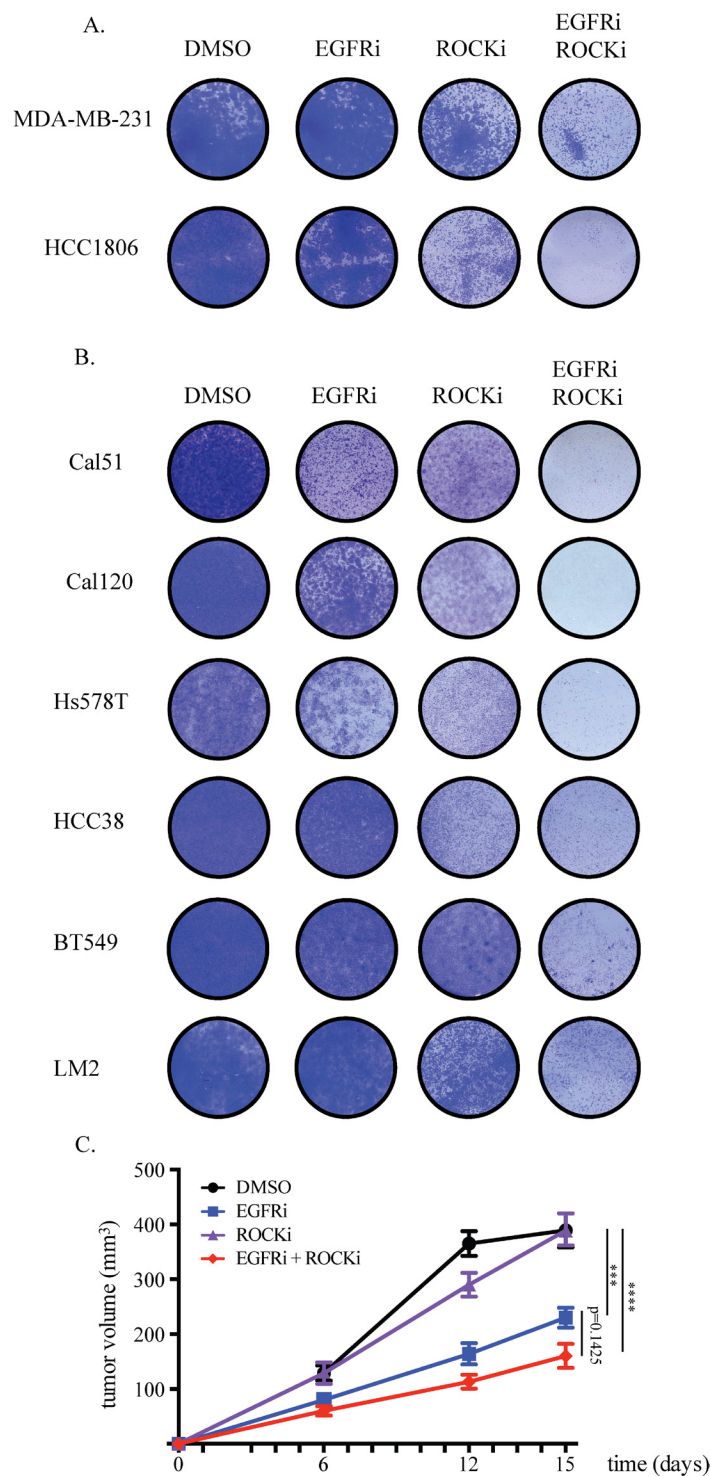 A.
DMSO EGFRi ROCKi EGFRi
ROCKi
MDA-MB-231
HCC1806
B.
DMSO EGFRi ROCKi EGFRi
ROCKi
Cal51
Cal120
Hs578T
HCC38
BT549
LM2
C.
tumor volume (mm³)
500
400
300
200
100
DMSO
EGFRi
ROCKi
EGFRi + ROCKi
***
****
p=0.1425
0 6 12 15 time (days)